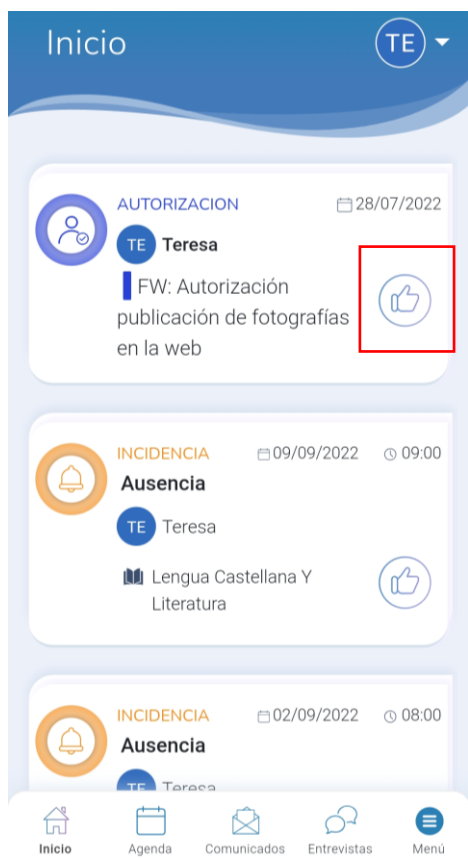 Inicio
TE
AUTORIZACION 28/07/2022
TE Teresa
FW: Autorización
publicación de fotografías
en la web
INCIDENCIA 09/09/2022 09:00
Ausencia
TE Teresa
Lengua Castellana Y
Literatura
INCIDENCIA 02/09/2022 08:00
Ausencia
TE Teresa
Inicio Agenda Comunicados Entrevistas Menú